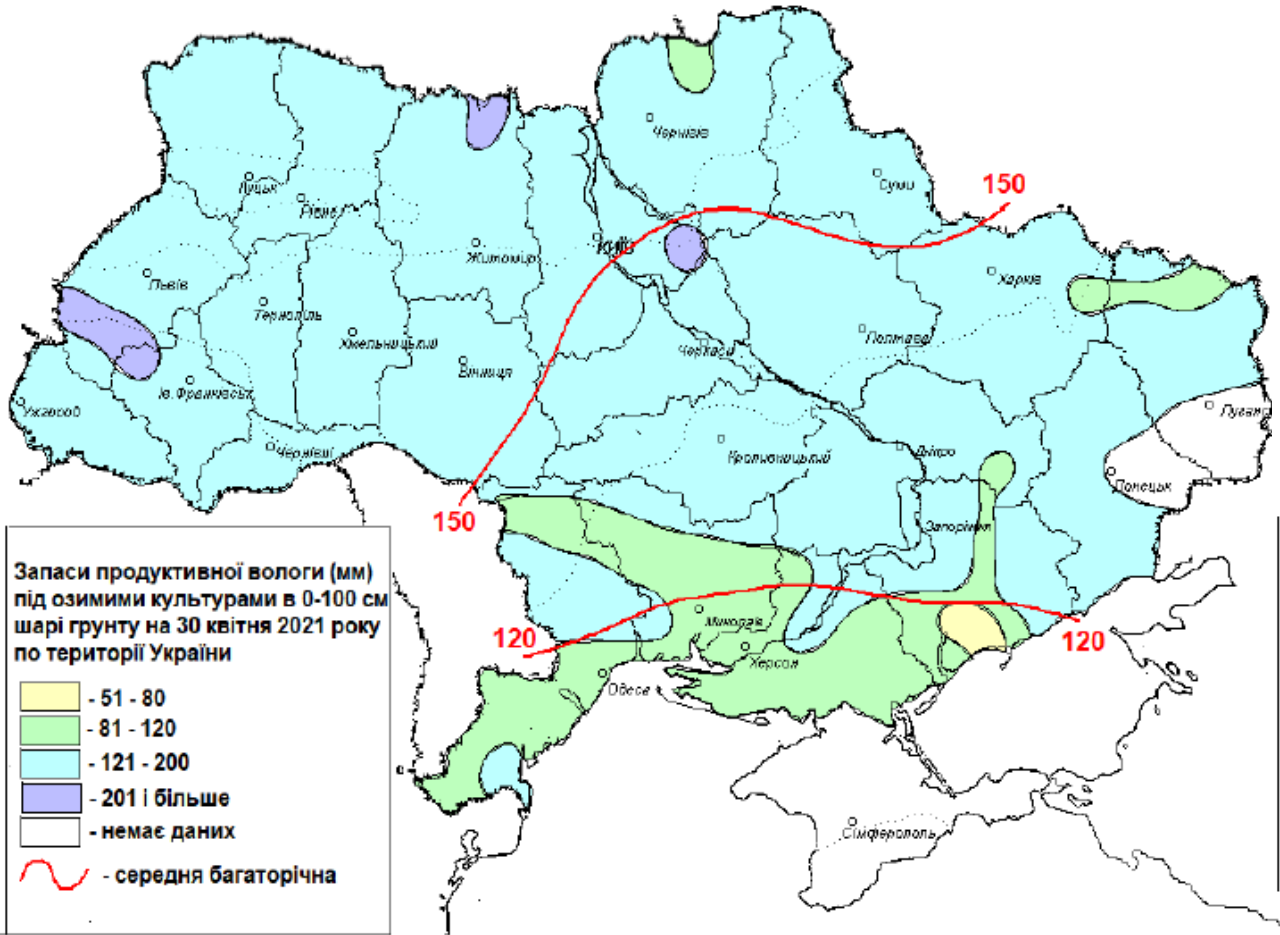 Чернігів
Суми
150
Луцьк
Рівне
Київ
Житомир
Харків
Львів
Тернопіль
Хмельницький
Вінниця
Черкаси
Полтава
Ів. Франківськ
Ужгород
Чернівці
Луганс
Кропивницький
Дніпро
Донецьк
150
Запоріжжя
Запаси продуктивної вологи (мм)
під озимими культурами в 0-100 см
шарі грунту на 30 квітня 2021 року
по території України
120
Миколаїв
120
Херсон
Одеса
- 51 - 80
- 81 - 120
- 121 - 200
- 201 і більше
- немає даних
- середня багаторічна
Сімферополь